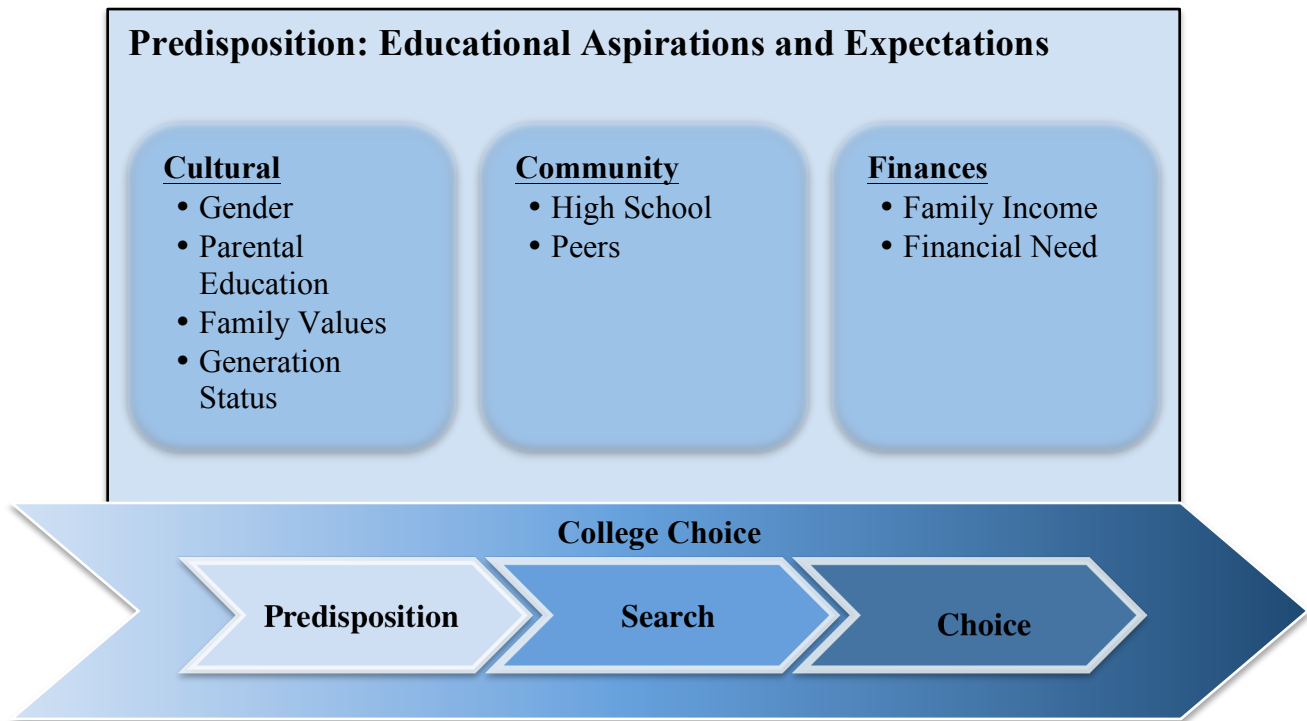 Predisposition: Educational Aspirations and Expectations
Cultural
• Gender
• Parental
Education
• Family Values
• Generation
Status
Community
• High School
• Peers
Finances
• Family Income
• Financial Need
College Choice
Predisposition
Search
Choice